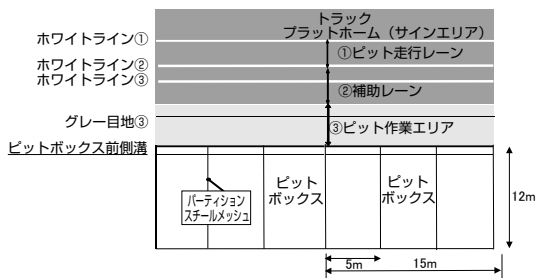 トラック
プラットホーム（サインエリア）
ホワイトライン①
①ピット走行レーン
ホワイトライン②
ホワイトライン③
②補助レーン
グレー目地③
③ピット作業エリア
ピットボックス前側溝
ピット
ボックス
ピット
ボックス
パーティション
スチールメッシュ
12m
5m
15m